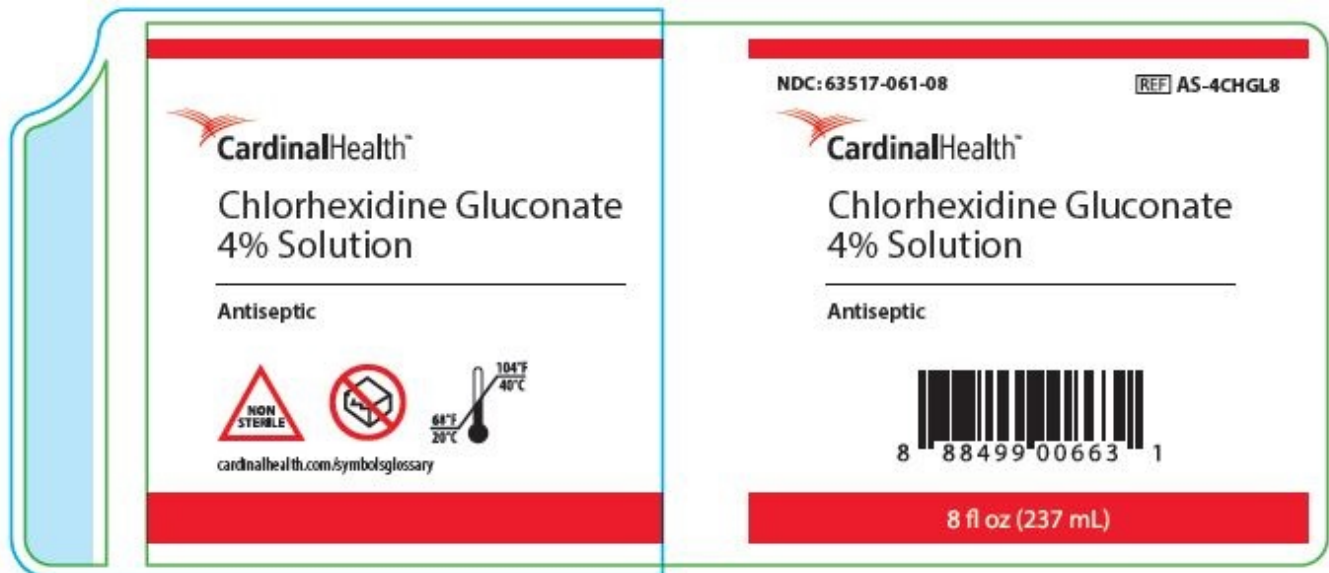 CardinalHealth™
Chlorhexidine Gluconate
4% Solution
Antiseptic
NON
STERILE
104°F
40°C
68°F
20°C
cardinalhealth.com/symbolsglossary
NDC: 63517-061-08
REF AS-4CHGL8
CardinalHealth™
Chlorhexidine Gluconate
4% Solution
Antiseptic
8 88499 00663 1
8 fl oz (237 mL)